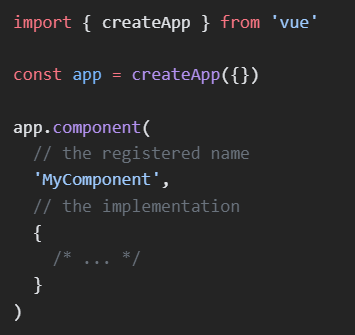 import { createApp } from 'vue'

const app = createApp({})

app.component(
  // the registered name
  'MyComponent',
  // the implementation
  {
    /* ... */
  }
)